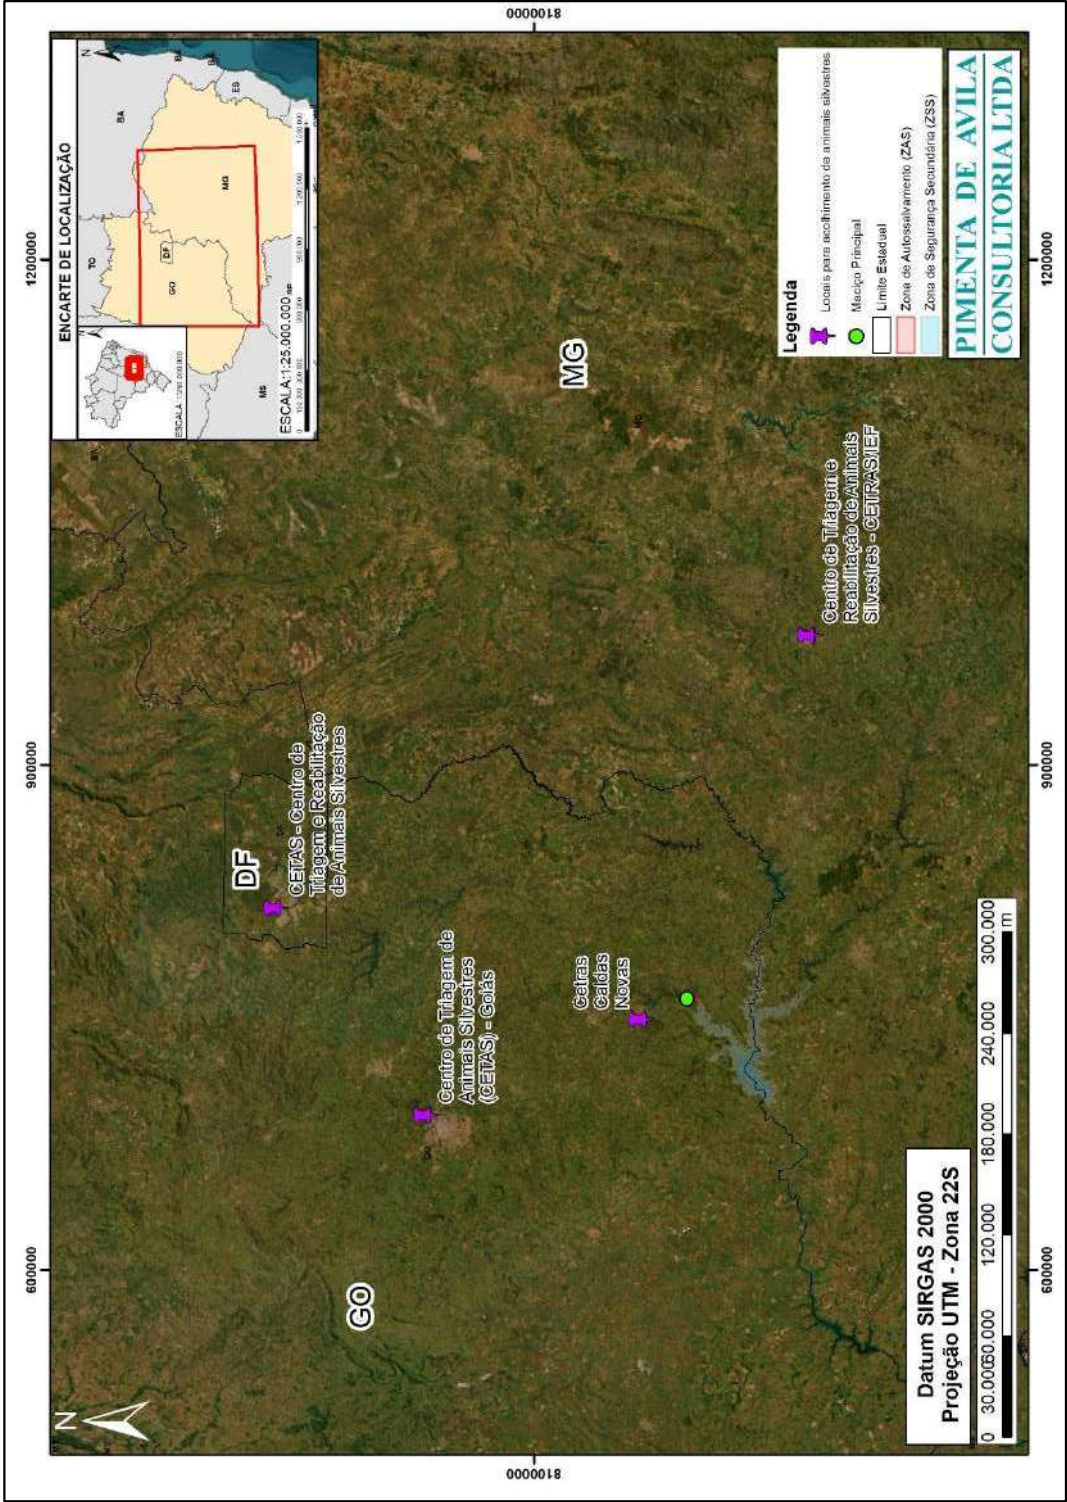 ENCARTE DE LOCALIZAÇÃO
N
N
BA
BA
TO
DF
GO
MG
ES
MS
ESCALA:1:25.000.000
600000
900000
1200000
8100000
N
GO
DF
MG
CETAS - Centro de
Triagem e Reabilitação
de Animais Silvestres
Centro de Triagem de
Animais Silvestres
(CETAS) - Goiás
Cetras
Caldas
Novas
Centro de Triagem e
Reabilitação de Animais
Silvestres - CETRAS/IEF
Legenda
Locais para acolhimento de animais silvestres
Maciço Principal
Limite Estadual
Zona de Autossalvamento (ZAS)
Zona de Segurança Secundária (ZSS)
PIMENTA DE AVILA
CONSULTORIA LTDA
Datum SIRGAS 2000
Projeção UTM - Zona 22S
0 30.000 60.000 120.000 180.000 240.000 300.000
m
600000
900000
1200000
8100000